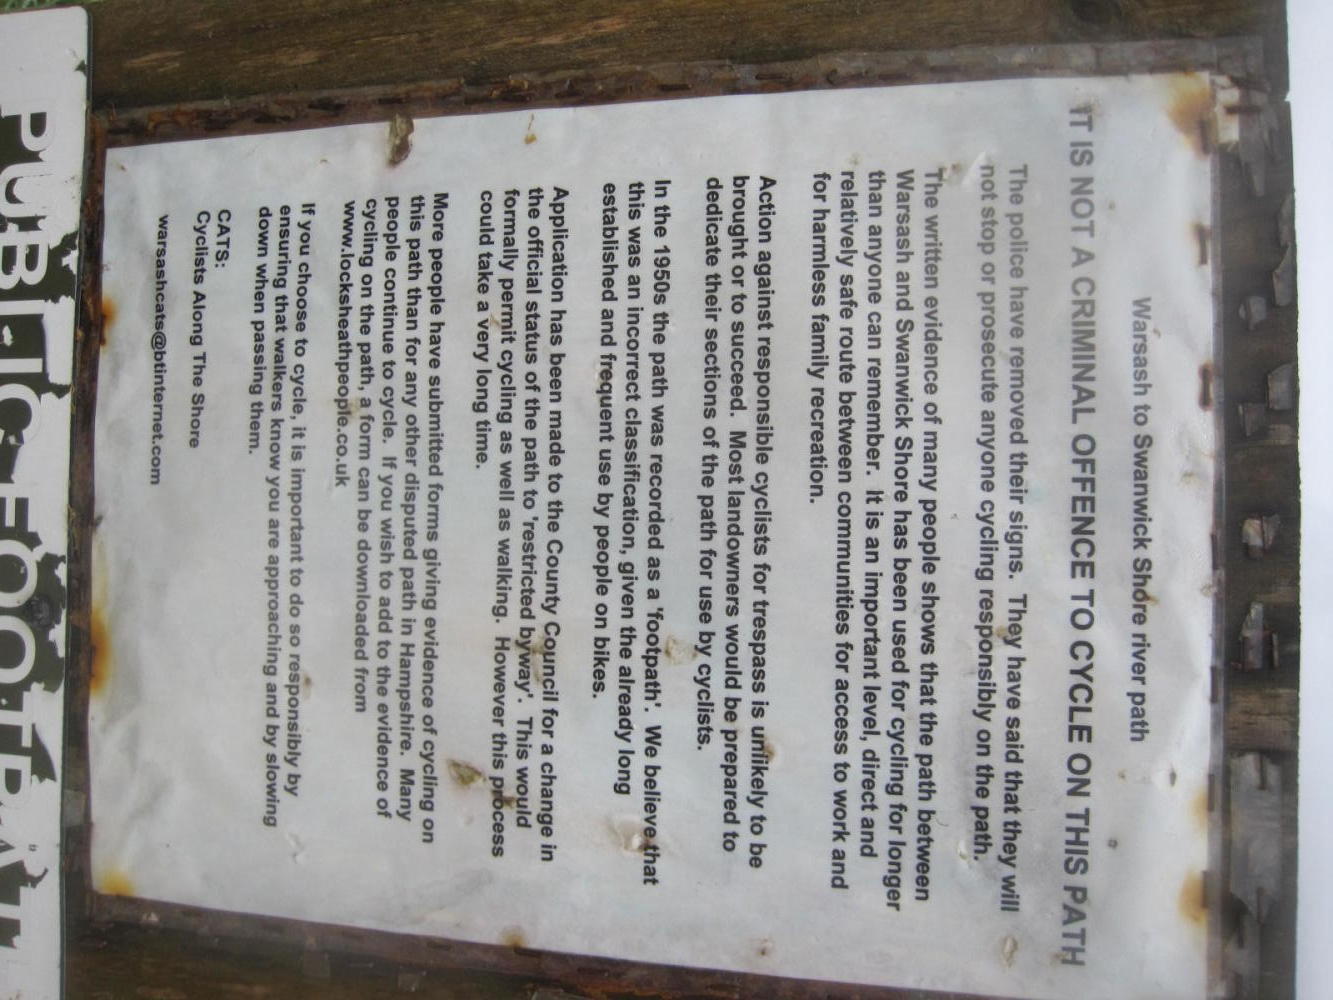 Warsash to Swanwick Shore river path
IT IS NOT A CRIMINAL OFFENCE TO CYCLE ON THIS PATH
The police have removed their signs. They have said that they will
not stop or prosecute anyone cycling responsibly on the path.
The written evidence of many people shows that the path between
Warsash and Swanwick Shore has been used for cycling for longer
than anyone can remember. It is an important level, direct and
relatively safe route between communities for access to work and
for harmless family recreation.
Action against responsible cyclists for trespass is unlikely to be
brought or to succeed. Most landowners would be prepared to
dedicate their sections of the path for use by cyclists.
In the 1950s the path was recorded as a 'footpath'. We believe that
this was an incorrect classification, given the already long
established and frequent use by people on bikes.
Application has been made to the County Council for a change in
the official status of the path to 'restricted byway'. This would
formally permit cycling as well as walking. However this process
could take a very long time.
More people have submitted forms giving evidence of cycling on
this path than for any other disputed path in Hampshire. Many
people continue to cycle. If you wish to add to the evidence of
cycling on the path, a form can be downloaded from
www.locksheathpeople.co.uk
If you choose to cycle, it is important to do so responsibly by
ensuring that walkers know you are approaching and by slowing
down when passing them.
CATS:
Cyclists Along The Shore
warsashcats@btinternet.com
PUBLIC FOOTPAT